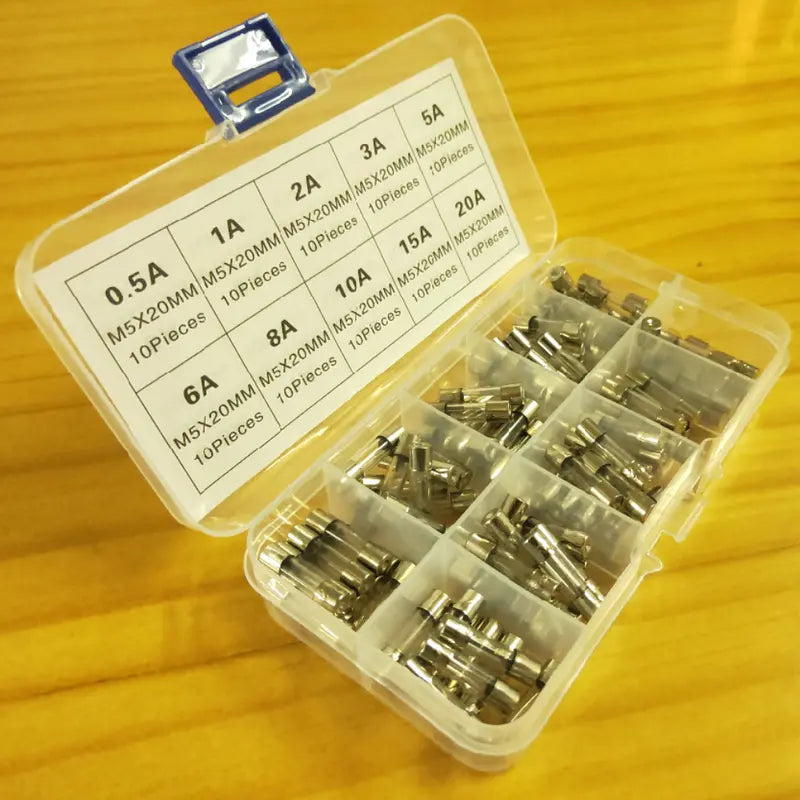 0.5A
M5X20MM
10Pieces
1A
M5X20MM
10Pieces
2A
M5X20MM
10Pieces
3A
M5X20MM
10Pieces
5A
M5X20MM
10Pieces
6A
M5X20MM
10Pieces
8A
M5X20MM
10Pieces
10A
M5X20MM
10Pieces
15A
M5X20MM
10Pieces
20A
M5X20MM
10Pieces